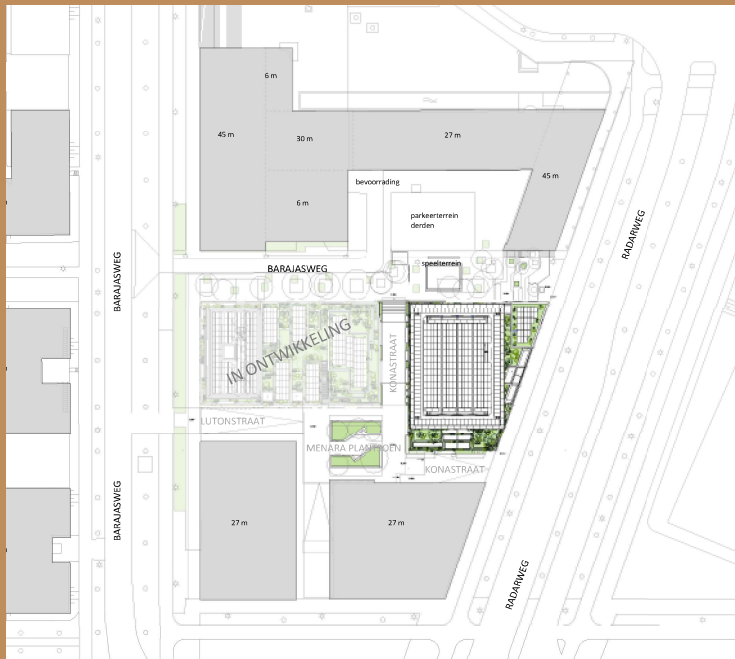 6 m
45 m
30 m
27 m
45 m
bevoorrading
6 m
parkeerterrein
derden
RADARWEG
BARAJASWEG
speelterrein
BARAJASWEG
IN ONTWIKKELING
KONASTRAAT
LUTONSTRAAT
MENARA PLANTSOEN
KONASTRAAT
BARAJASWEG
27 m
27 m
RADARWEG